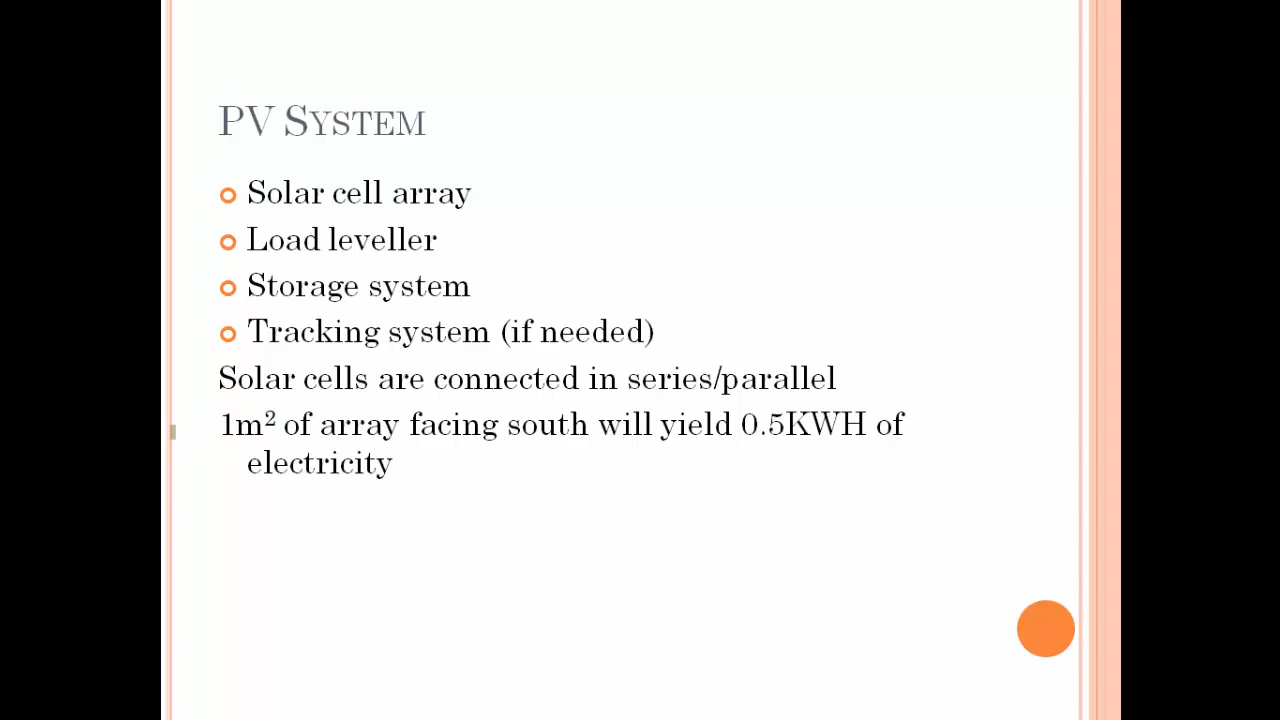 PV System
Solar cell array
Load leveller
Storage system
Tracking system (if needed)
Solar cells are connected in series/parallel
1m² of array facing south will yield 0.5KWH of
electricity